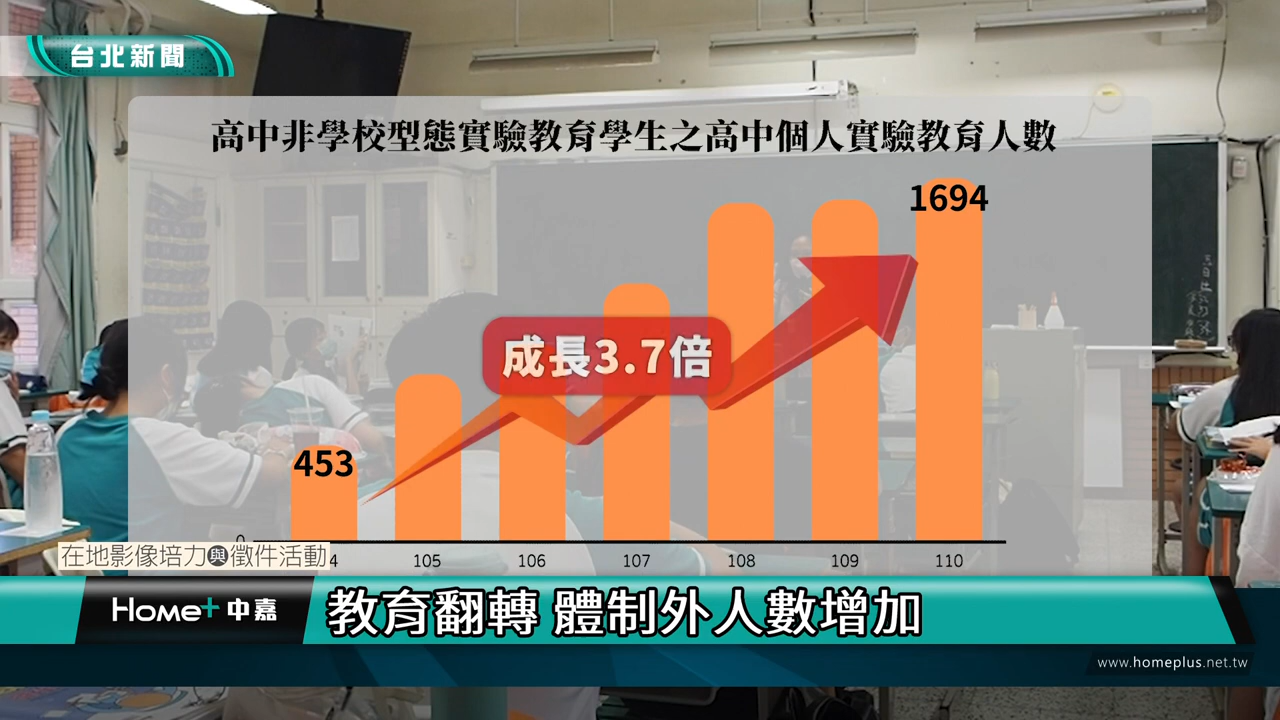 台北新聞
高中非學校型態實驗教育學生之高中個人實驗教育人數
1694
成長3.7倍
453
0
4 105 106 107 108 109 110
在地影像培力與徵件活動
Home+中嘉
教育翻轉 體制外人數增加
www.homeplus.net.tw